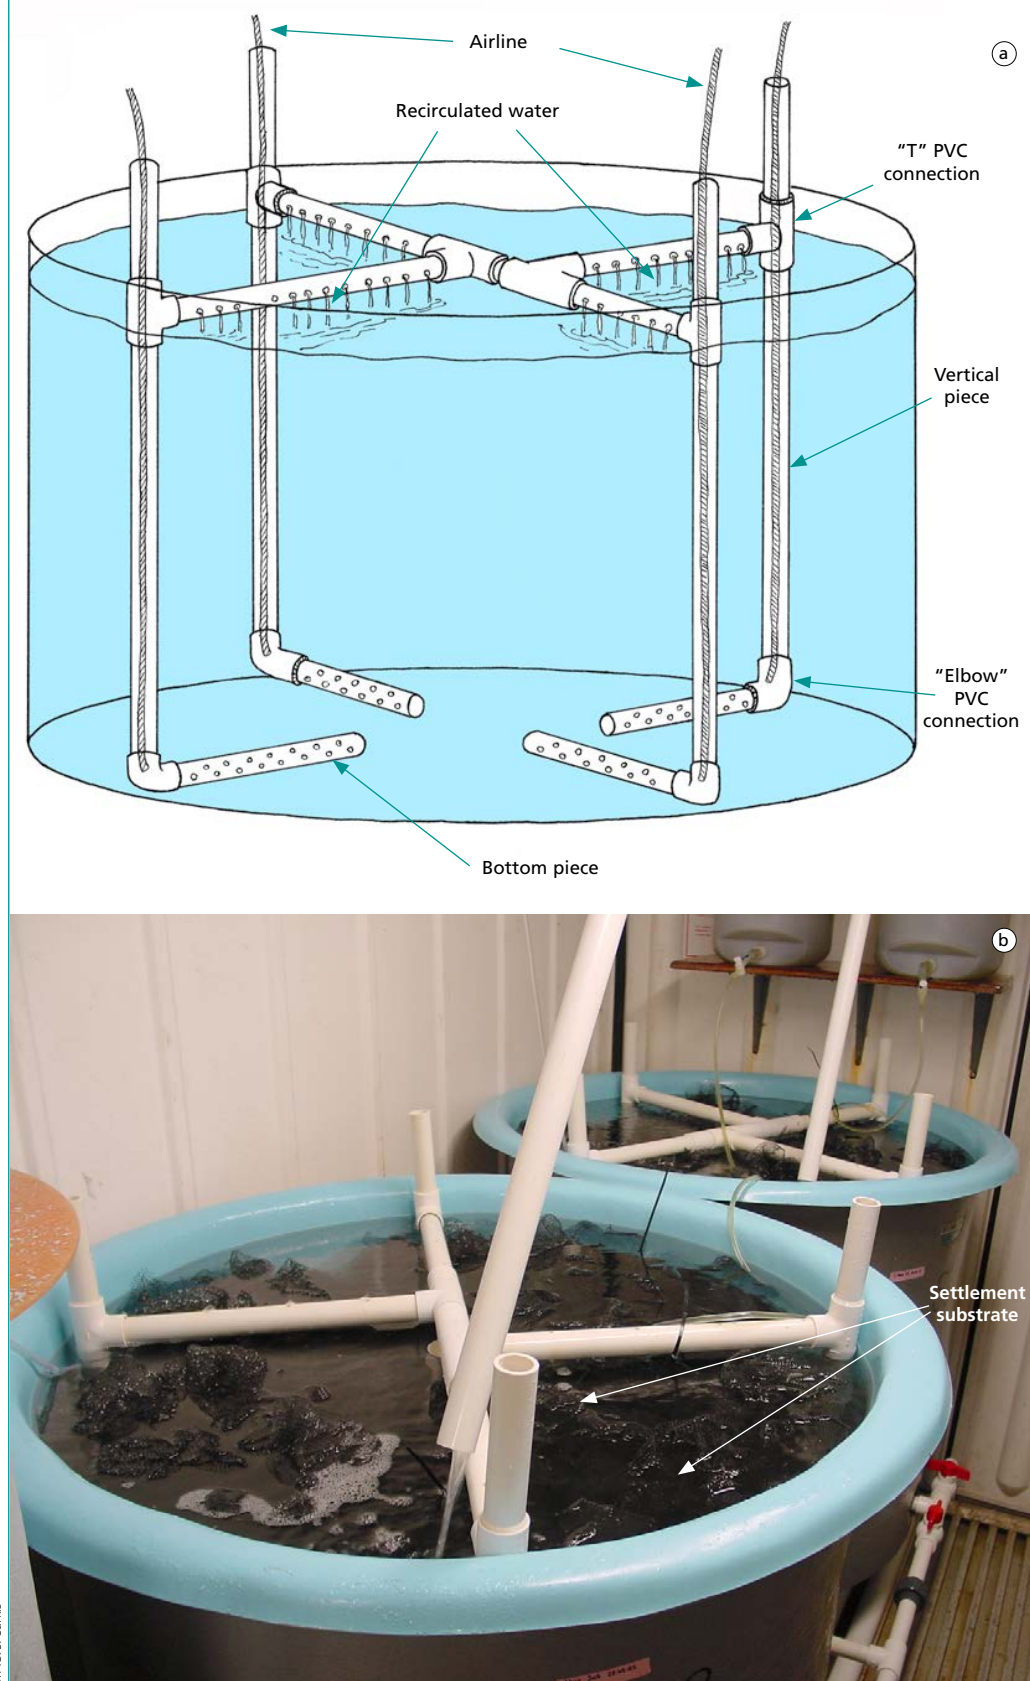 Airline
a
Recirculated water
“T” PVC
connection
Vertical
piece
“Elbow”
PVC
connection
Bottom piece
b
Settlement
substrate